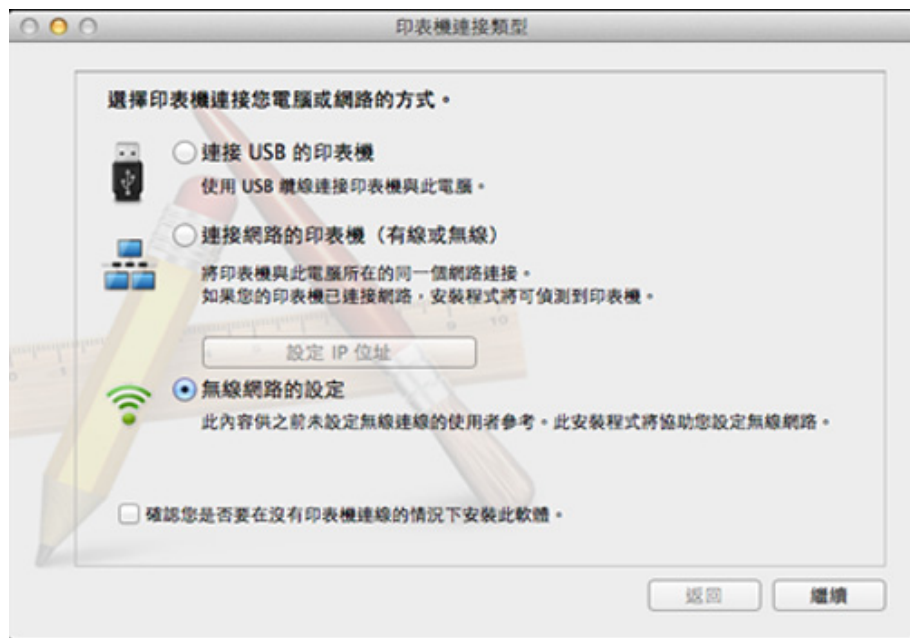 印表機連接類型
選擇印表機連接您電腦或網路的方式。
連接 USB 的印表機
使用 USB 纜線連接印表機與此電腦。
連接網路的印表機（有線或無線）
將印表機與此電腦所在的同一個網路連接。
如果您的印表機已連接網路，安裝程式將可偵測到印表機。
設定 IP 位址
無線網路的設定
此內容供之前未設定無線連線的使用者參考。此安裝程式將協助您設定無線網路。
確認您是否要在沒有印表機連線的情況下安裝此軟體。
返回
繼續